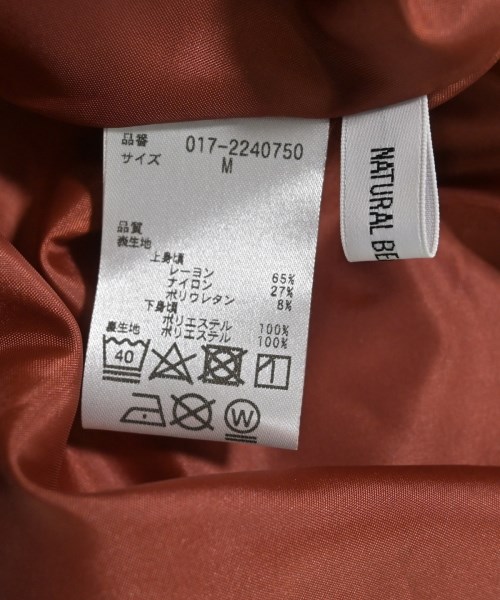 品番 017-2240750
サイズ M
品質
表生地
上身頃
レーヨン 65%
ナイロン 27%
ポリウレタン 8%
下身頃
ポリエステル 100%
裏生地 ポリエステル 100%
40
W
NATURAL BE